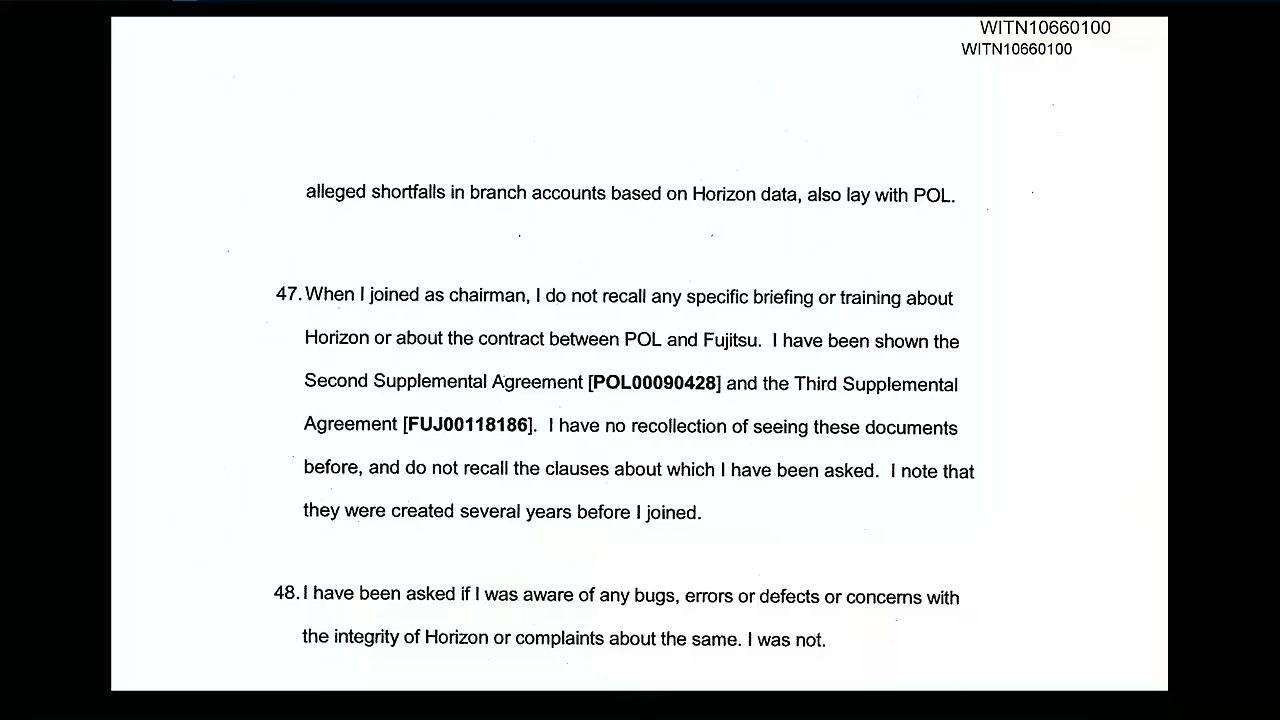 WITN10660100
WITN10660100
alleged shortfalls in branch accounts based on Horizon data, also lay with POL.
47. When I joined as chairman, I do not recall any specific briefing or training about
Horizon or about the contract between POL and Fujitsu.  I have been shown the
Second Supplemental Agreement [POL00090428] and the Third Supplemental
Agreement [FUJ00118186].  I have no recollection of seeing these documents
before, and do not recall the clauses about which I have been asked.  I note that
they were created several years before I joined.
48. I have been asked if I was aware of any bugs, errors or defects or concerns with
the integrity of Horizon or complaints about the same. I was not.